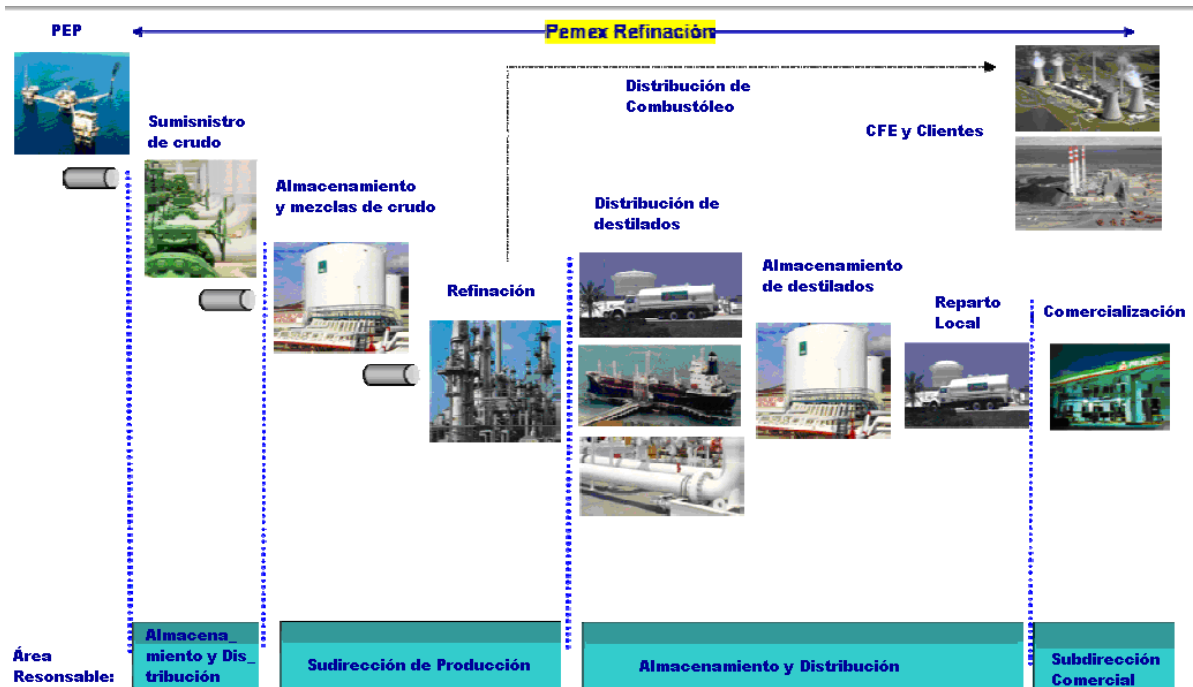 PEP
Pemex Refinación
Distribución de
Combustóleo
CFE y Clientes
Sumisnistro
de crudo
Almacenamiento
y mezclas de crudo
Refinación
Distribución de
destilados
Almacenamiento
de destilados
Reparto
Local
Comercialización
Área
Resonsable:
Almacena_
miento y Dis_
tribución
Sudirección de Producción
Almacenamiento y Distribución
Subdirección
Comercial